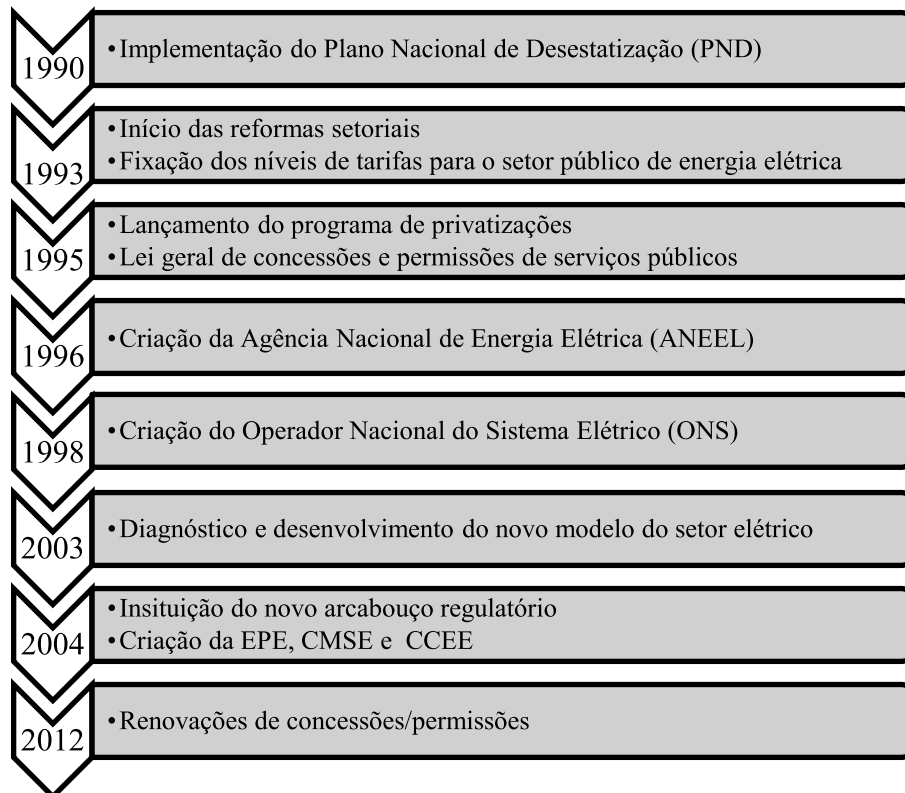 1990
•Implementação do Plano Nacional de Desestatização (PND)
1993
•Início das reformas setoriais
•Fixação dos níveis de tarifas para o setor público de energia elétrica
1995
•Lançamento do programa de privatizações
•Lei geral de concessões e permissões de serviços públicos
1996
•Criação da Agência Nacional de Energia Elétrica (ANEEL)
1998
•Criação do Operador Nacional do Sistema Elétrico (ONS)
2003
•Diagnóstico e desenvolvimento do novo modelo do setor elétrico
2004
•Insituição do novo arcabouço regulatório
•Criação da EPE, CMSE e CCEE
2012
•Renovações de concessões/permissões